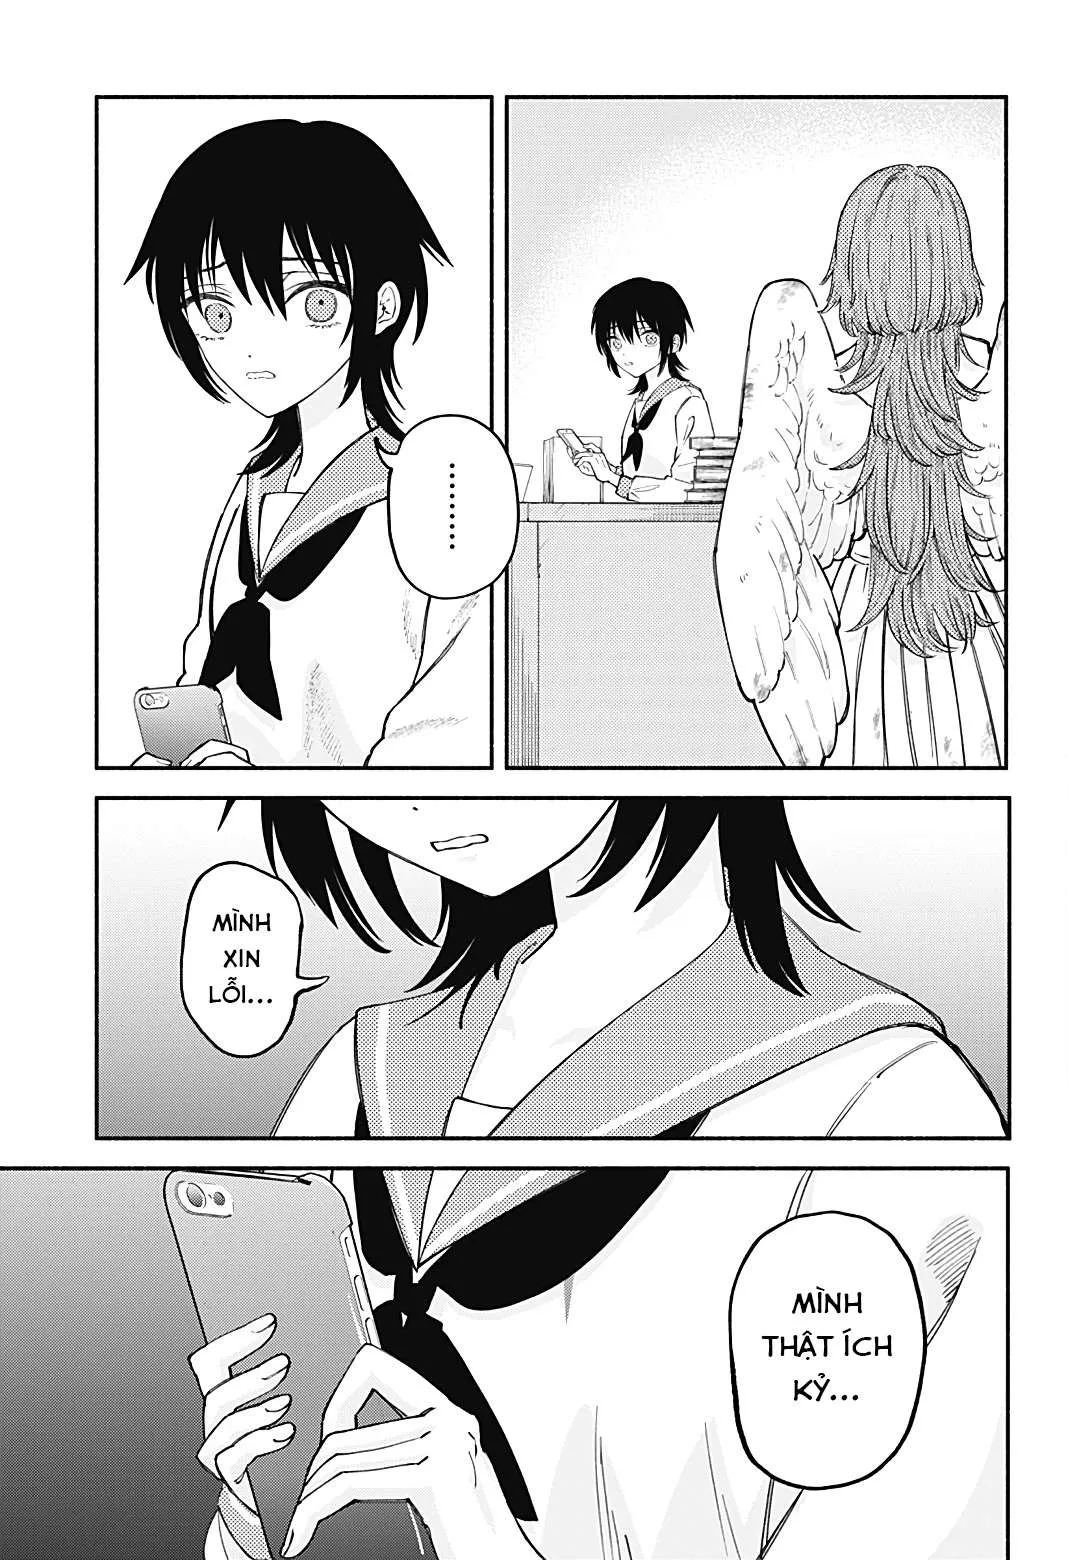 ………
MÌNH
XIN
LỖI...
MÌNH
THẬT ÍCH
KỶ...